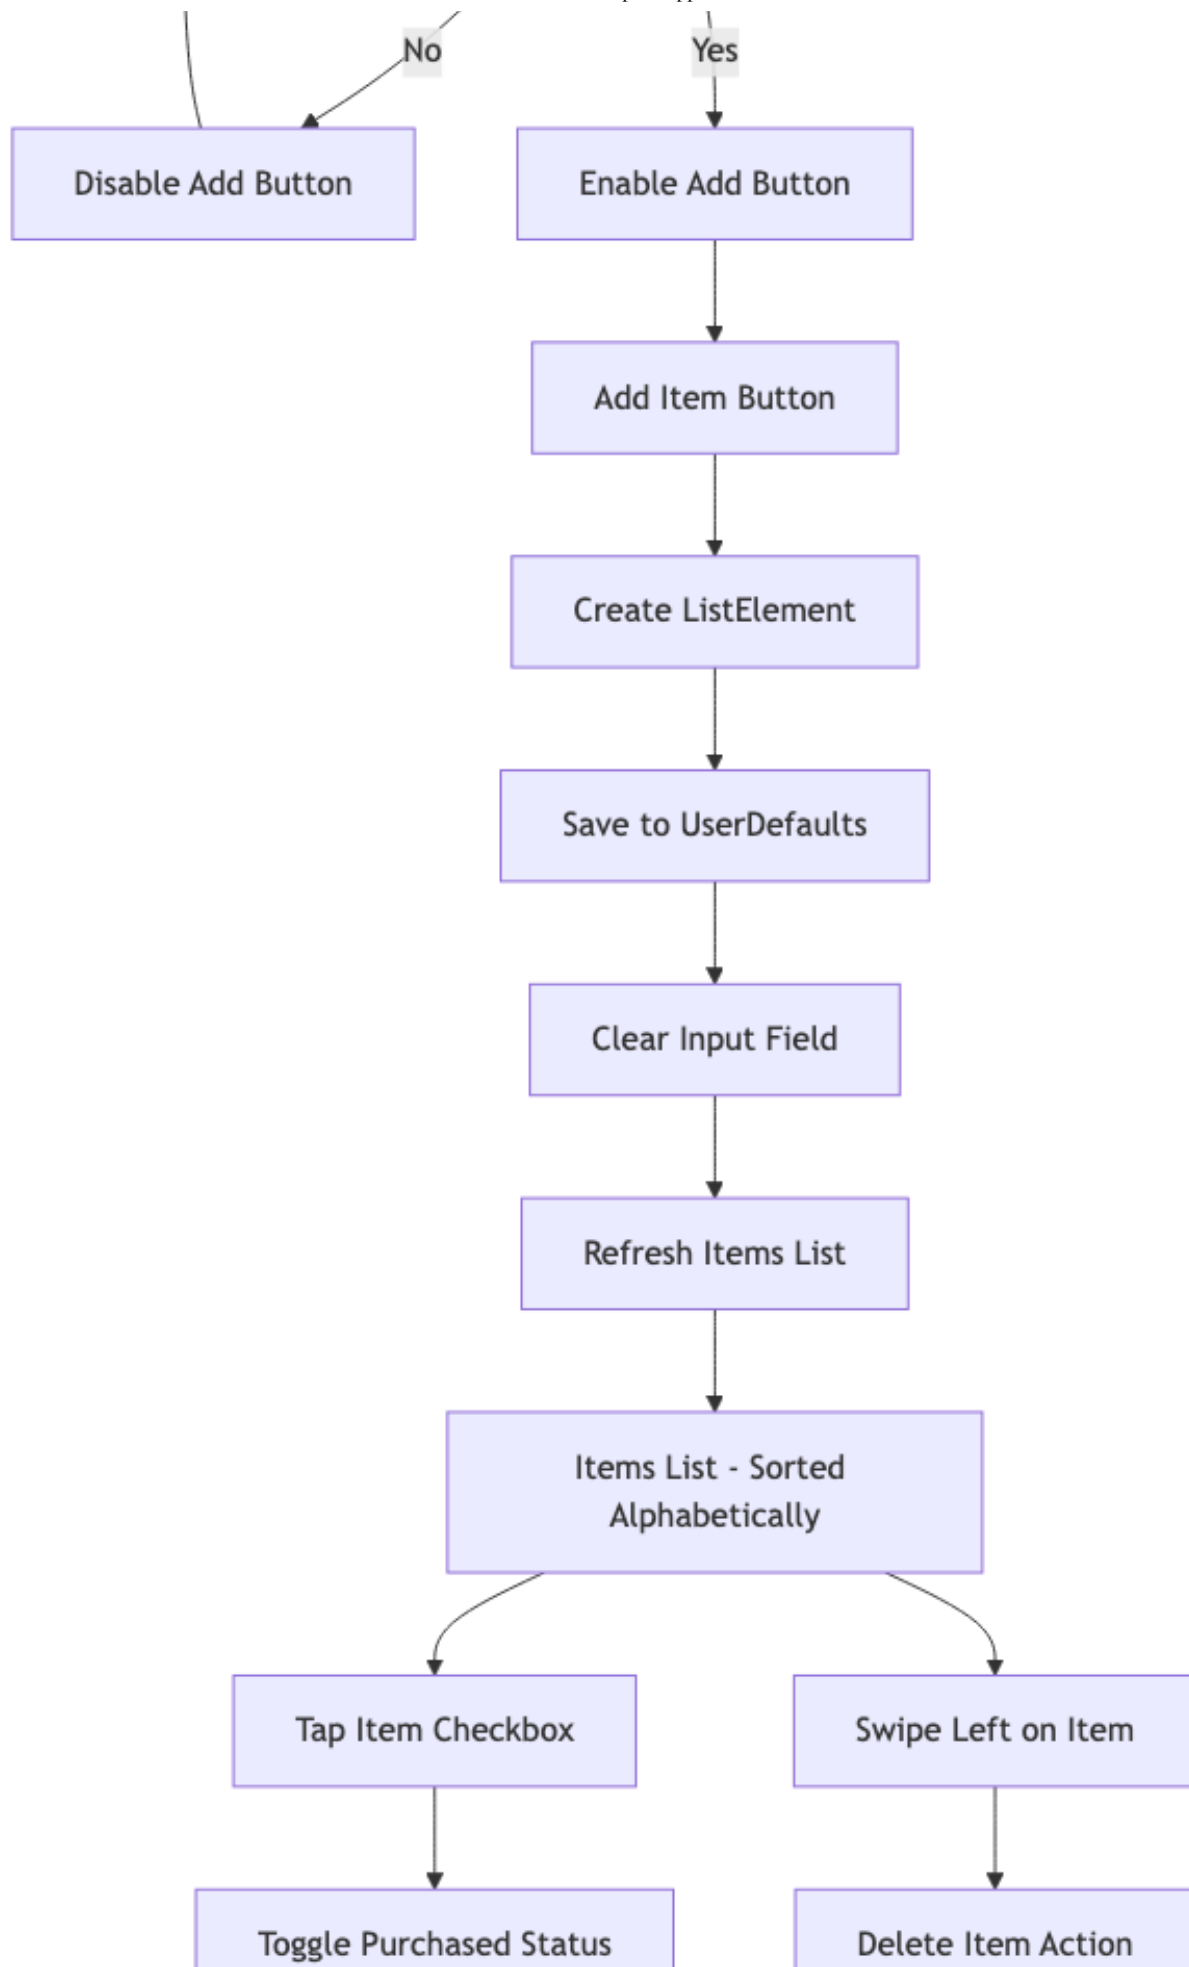 No
Yes
Disable Add Button
Enable Add Button
Add Item Button
Create ListElement
Save to UserDefaults
Clear Input Field
Refresh Items List
Items List - Sorted
Alphabetically
Tap Item Checkbox
Swipe Left on Item
Toggle Purchased Status
Delete Item Action